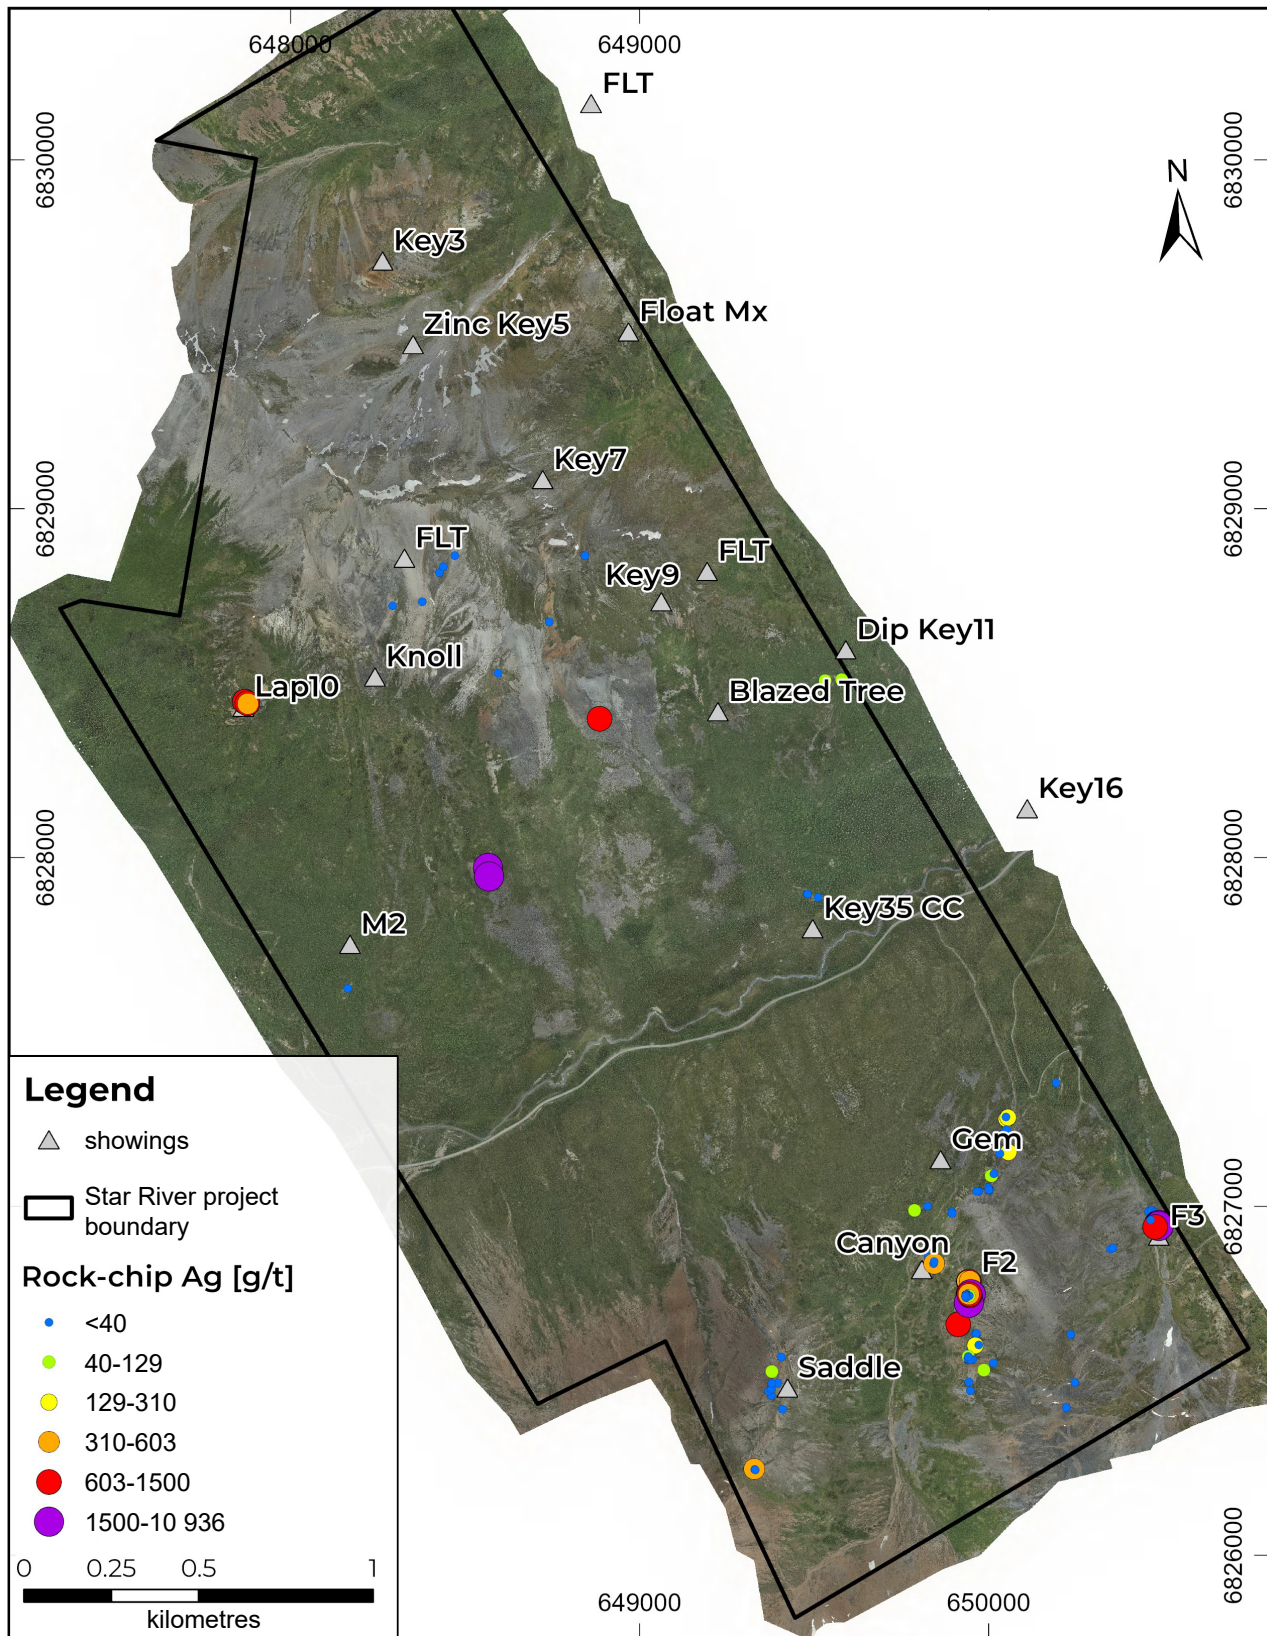 648000
649000
FLT
6830000
6830000
N
Key3
Float Mx
Zinc Key5
Key7
6829000
6829000
FLT
FLT
Key9
Dip Key11
Knoll
Lap10
Blazed Tree
Key16
6828000
6828000
Key35 CC
M2
Legend
showings
Star River project
boundary
Rock-chip Ag [g/t]
<40
40-129
129-310
310-603
603-1500
1500-10 936
0 0.25 0.5 1
kilometres
Gem
6827000
F3
Canyon
F2
Saddle
6826000
649000
650000